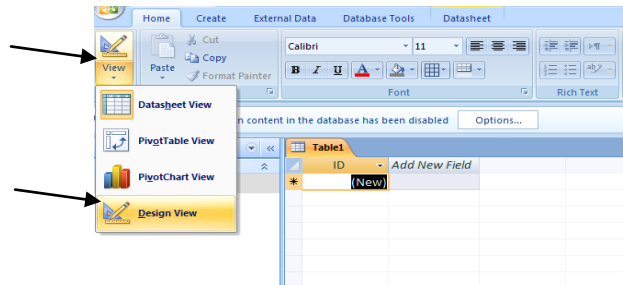 Home Create External Data Database Tools Datasheet
View
Paste
Cut
Copy
Format Painter
Calibri 11
B I U A
ab
Font
Rich Text
Datasheet View
PivotTable View
PivotChart View
Design View
n content in the database has been disabled Options...
Table1
ID Add New Field
(New)